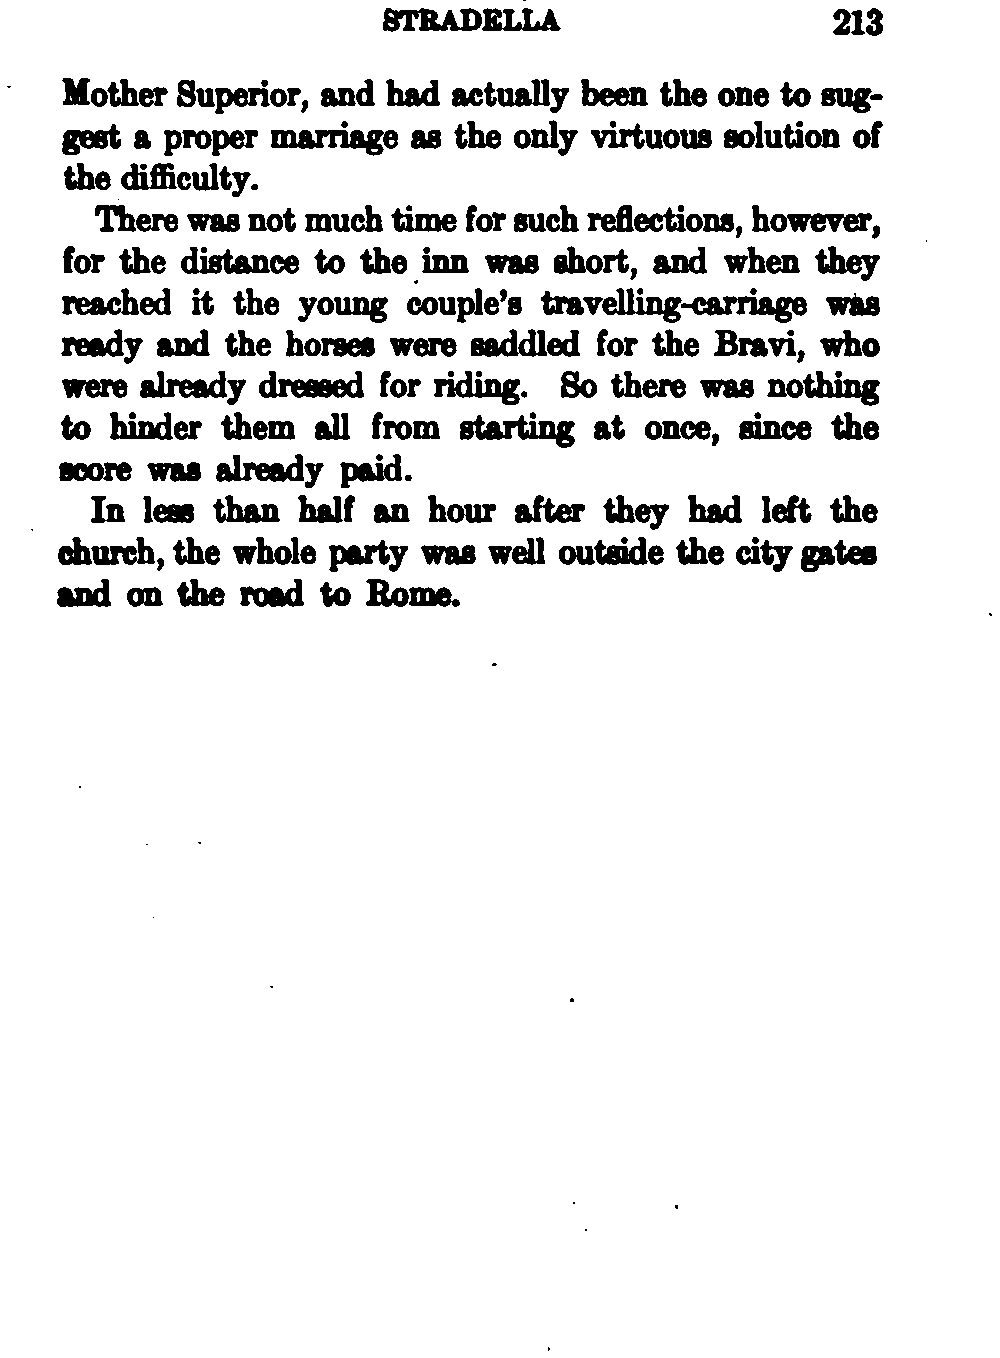 STRADELLA 213
Mother Superior, and had actually been the one to sug-
gest a proper marriage as the only virtuous solution of
the difficulty.
There was not much time for such reflections, however,
for the distance to the inn was short, and when they
reached it the young couple's travelling-carriage was
ready and the horses were saddled for the Bravi, who
were already dressed for riding. So there was nothing
to hinder them all from starting at once, since the
score was already paid.
In less than half an hour after they had left the
church, the whole party was well outside the city gates
and on the road to Rome.